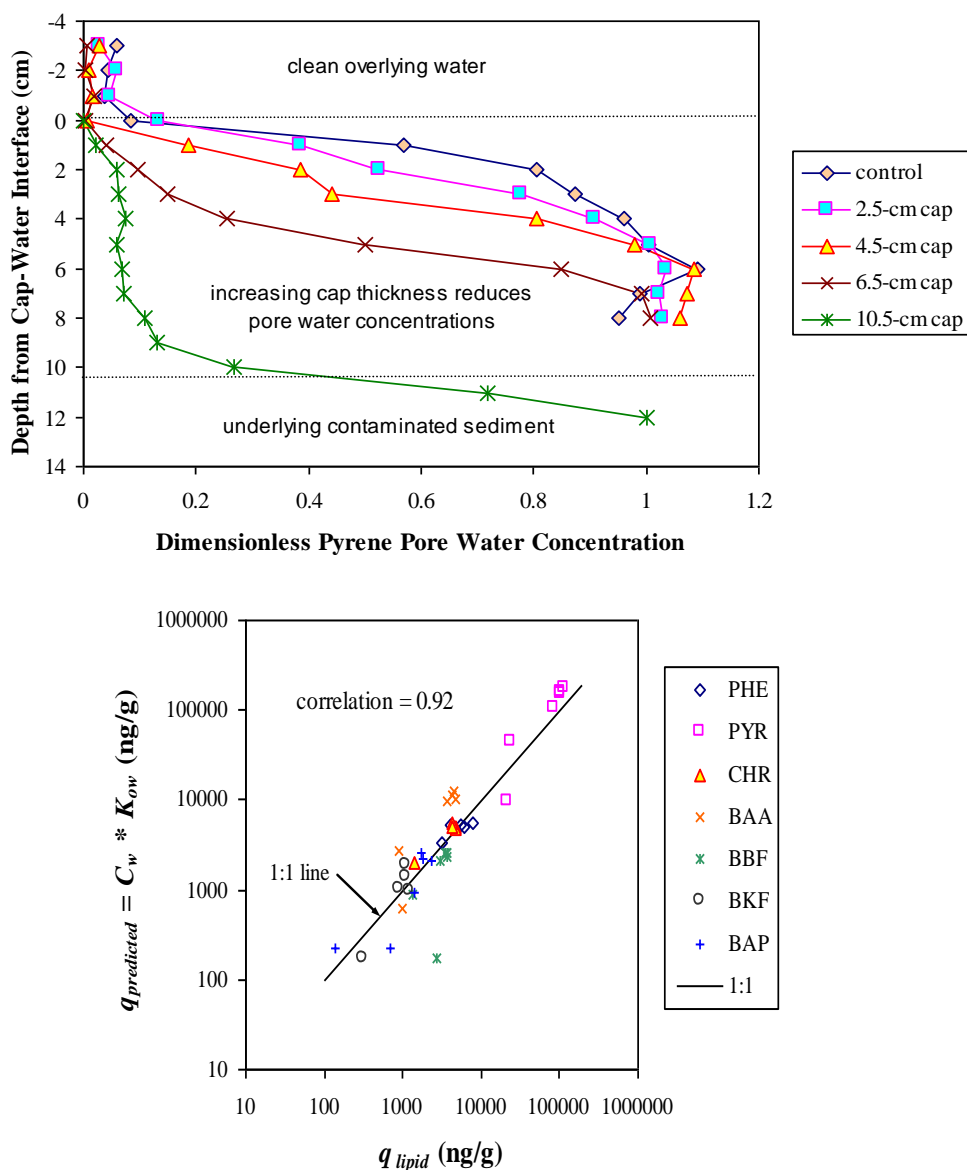 Depth from Cap-Water Interface (cm)
-4
-2
0
2
4
6
8
10
12
14
clean overlying water
increasing cap thickness reduces
pore water concentrations
underlying contaminated sediment
0
0.2
0.4
0.6
0.8
1
1.2
Dimensionless Pyrene Pore Water Concentration
control
2.5-cm cap
4.5-cm cap
6.5-cm cap
10.5-cm cap
q predicted = C w * K ow (ng/g)
1000000
100000
10000
1000
100
10
correlation = 0.92
1:1 line
10
100
1000
10000
100000
1000000
q lipid (ng/g)
PHE
PYR
CHR
BAA
BBF
BKF
BAP
1:1